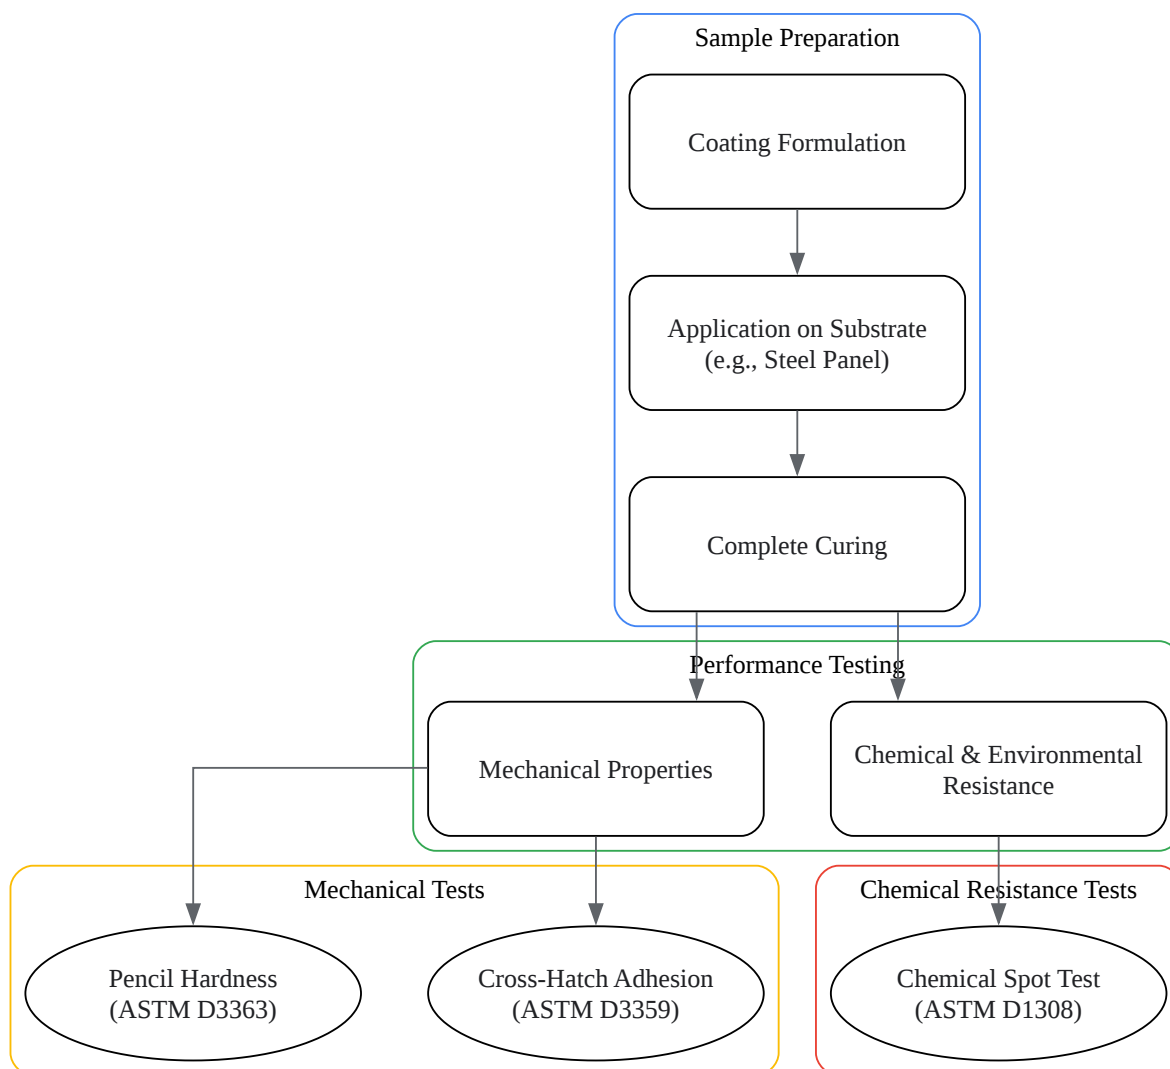 Sample Preparation
Coating Formulation
Application on Substrate
(e.g., Steel Panel)
Complete Curing
Performance Testing
Mechanical Properties
Chemical & Environmental
Resistance
Mechanical Tests
Chemical Resistance Tests
Pencil Hardness
(ASTM D3363)
Cross-Hatch Adhesion
(ASTM D3359)
Chemical Spot Test
(ASTM D1308)